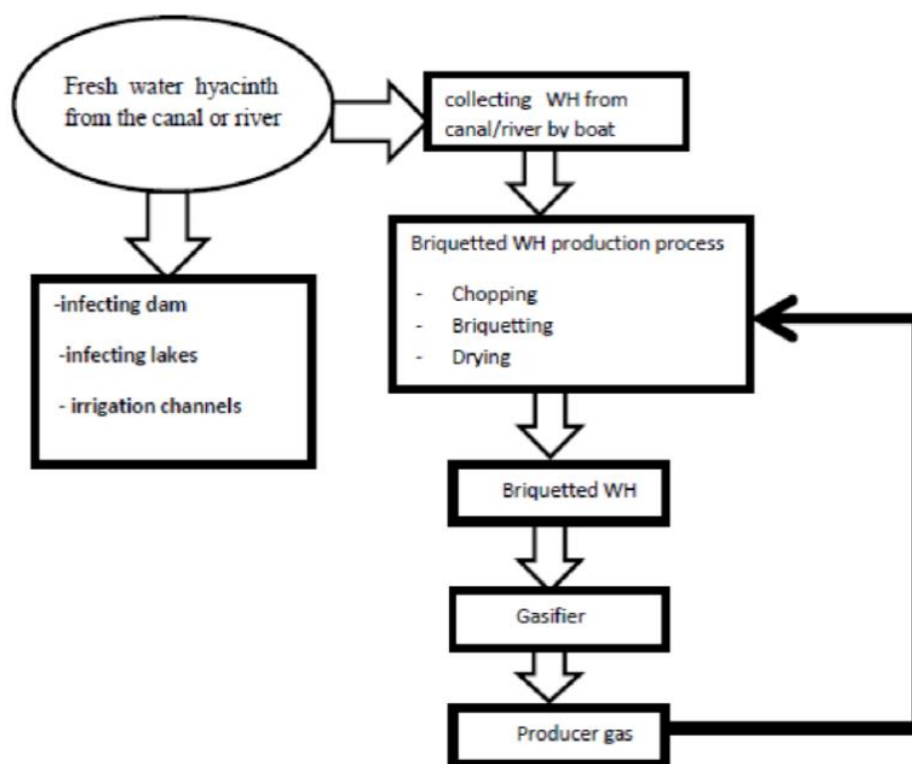 Fresh water hyacinth
from the canal or river
collecting WH from
canal/river by boat
Briquetted WH production process
- Chopping
- Briquetting
- Drying
-infecting dam
-infecting lakes
- irrigation channels
Briquetted WH
Gasifier
Producer gas